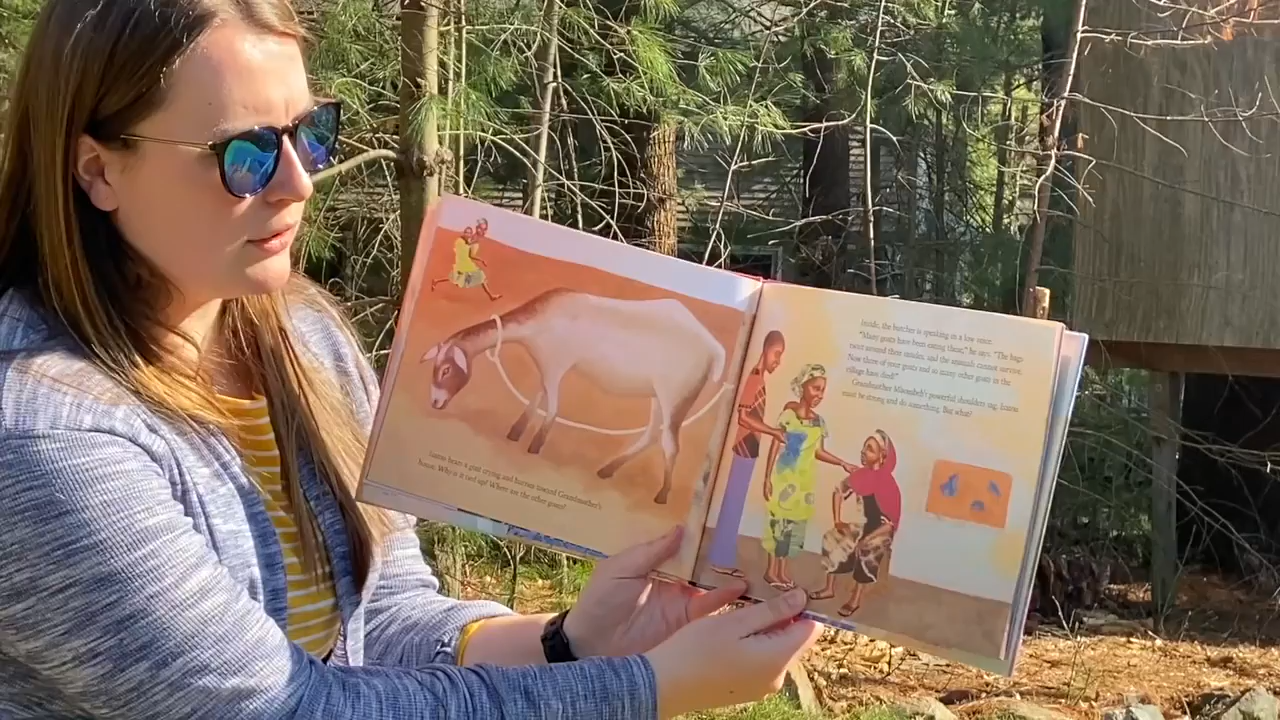 Isatou hears a goat crying and hurries toward Grandmother's
house. Why is it tied up? Where are the other goats?
Inside, the butcher is speaking in a low voice.
"Many goats have been eating these," he says. "The bags
twist around their insides, and the animals cannot survive.
Now three of your goats and so many other goats in the
village have died!"
Grandmother Mbombeh's powerful shoulders sag. Isatou
must be strong and do something. But what?